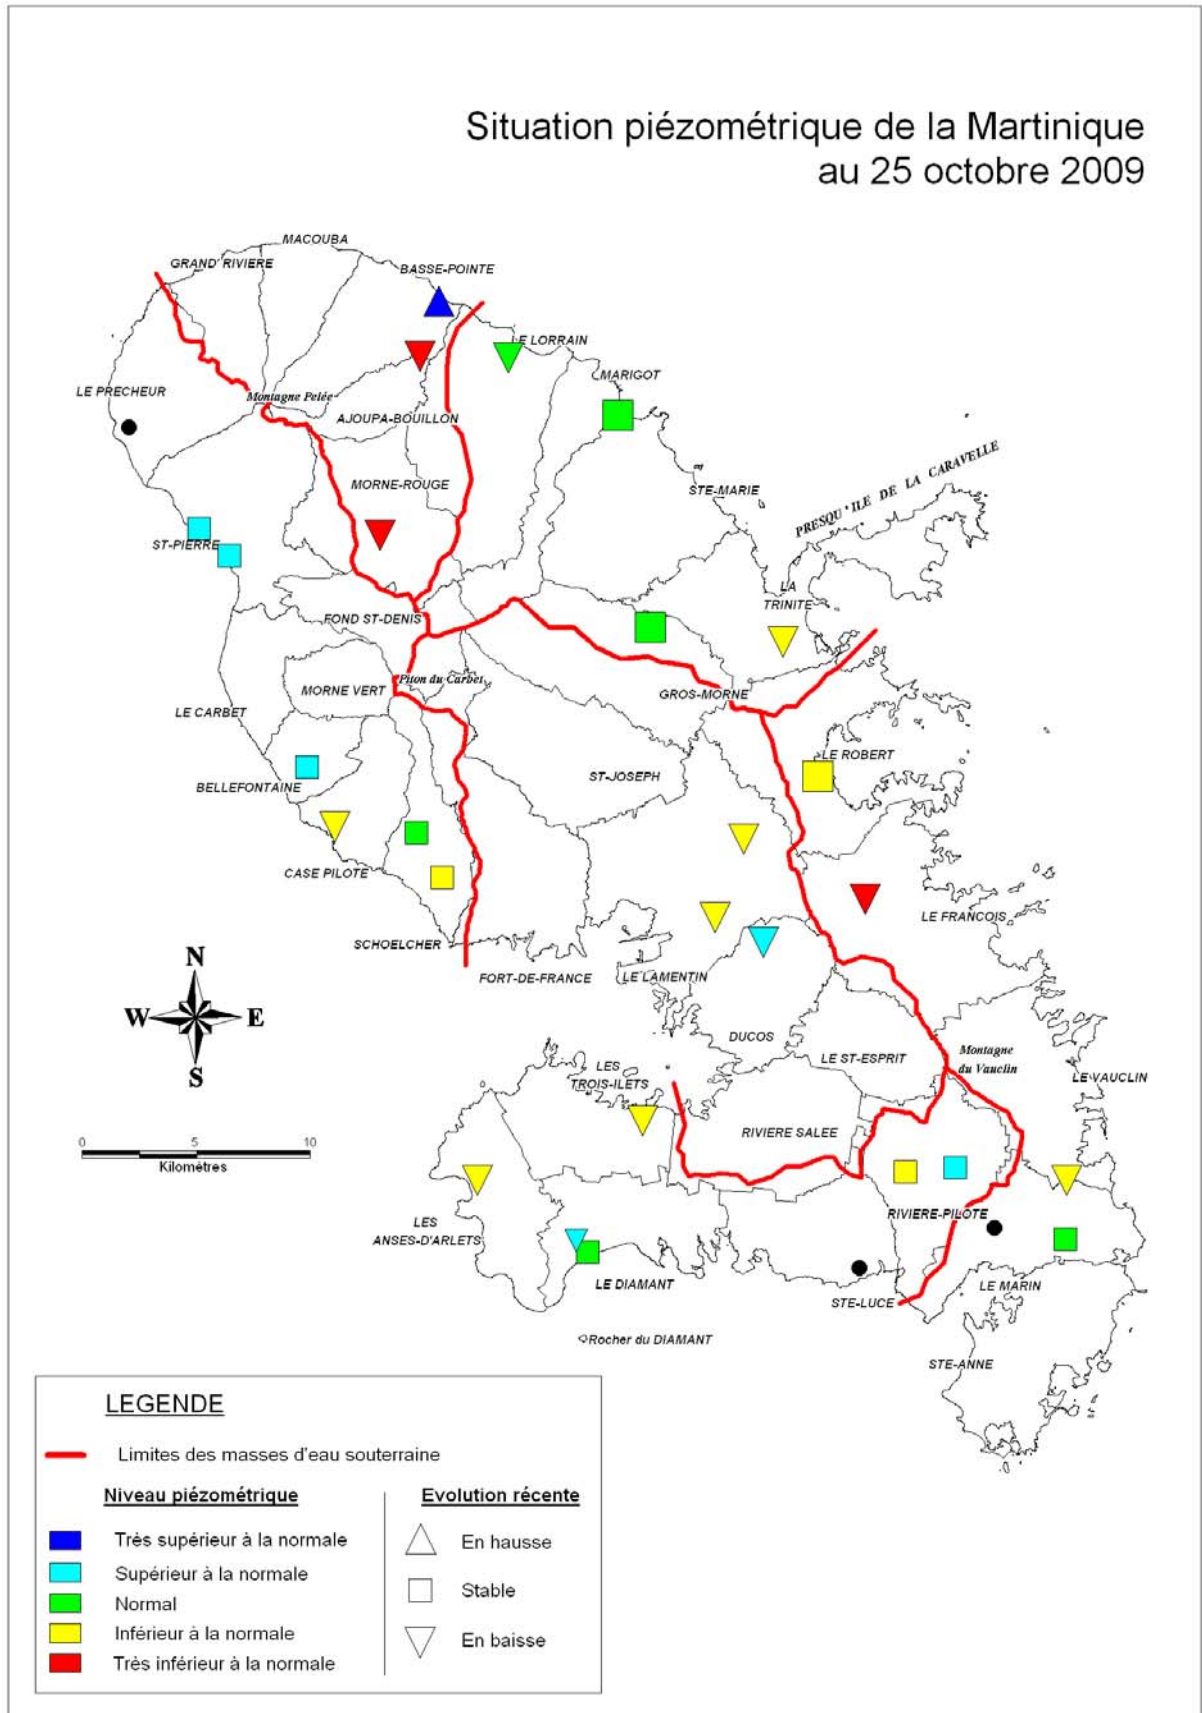 Situation piézométrique de la Martinique
au 25 octobre 2009
MACOUBA
GRAND' RIVIERE
BASSE-POINTE
LE LORRAIN
MARIGOT
LE PRECHEUR
Montagne Pelée
AJOUPA-BOUILLON
MORNE-ROUGE
STE-MARIE
PRESQU'ILE DE LA CARAVELLE
ST-PIERRE
LA
TRINITE
FOND ST-DENIS
Piton du Carbet
MORNE VERT
GROS-MORNE
LE CARBET
LE ROBERT
ST-JOSEPH
BELLEFONTAINE
CASE PILOTE
LE FRANCOIS
SCHOELCHER
FORT-DE-FRANCE
LE LAMENTIN
N
W
E
S
DUCOS
LE ST-ESPRIT
Montagne
du Vauclin
LES
TROIS-ILETS
LE VAUCLIN
RIVIERE SALEE
0 5 10
Kilomètres
RIVIERE-PILOTE
LES
ANSES-D'ARLETS
LE DIAMANT
STE-LUCE
LE MARIN
Rocher du DIAMANT
STE-ANNE
LEGENDE
Limites des masses d'eau souterraine
Niveau piézométrique
Evolution récente
Très supérieur à la normale
En hausse
Supérieur à la normale
Stable
Normal
Inférieur à la normale
En baisse
Très inférieur à la normale